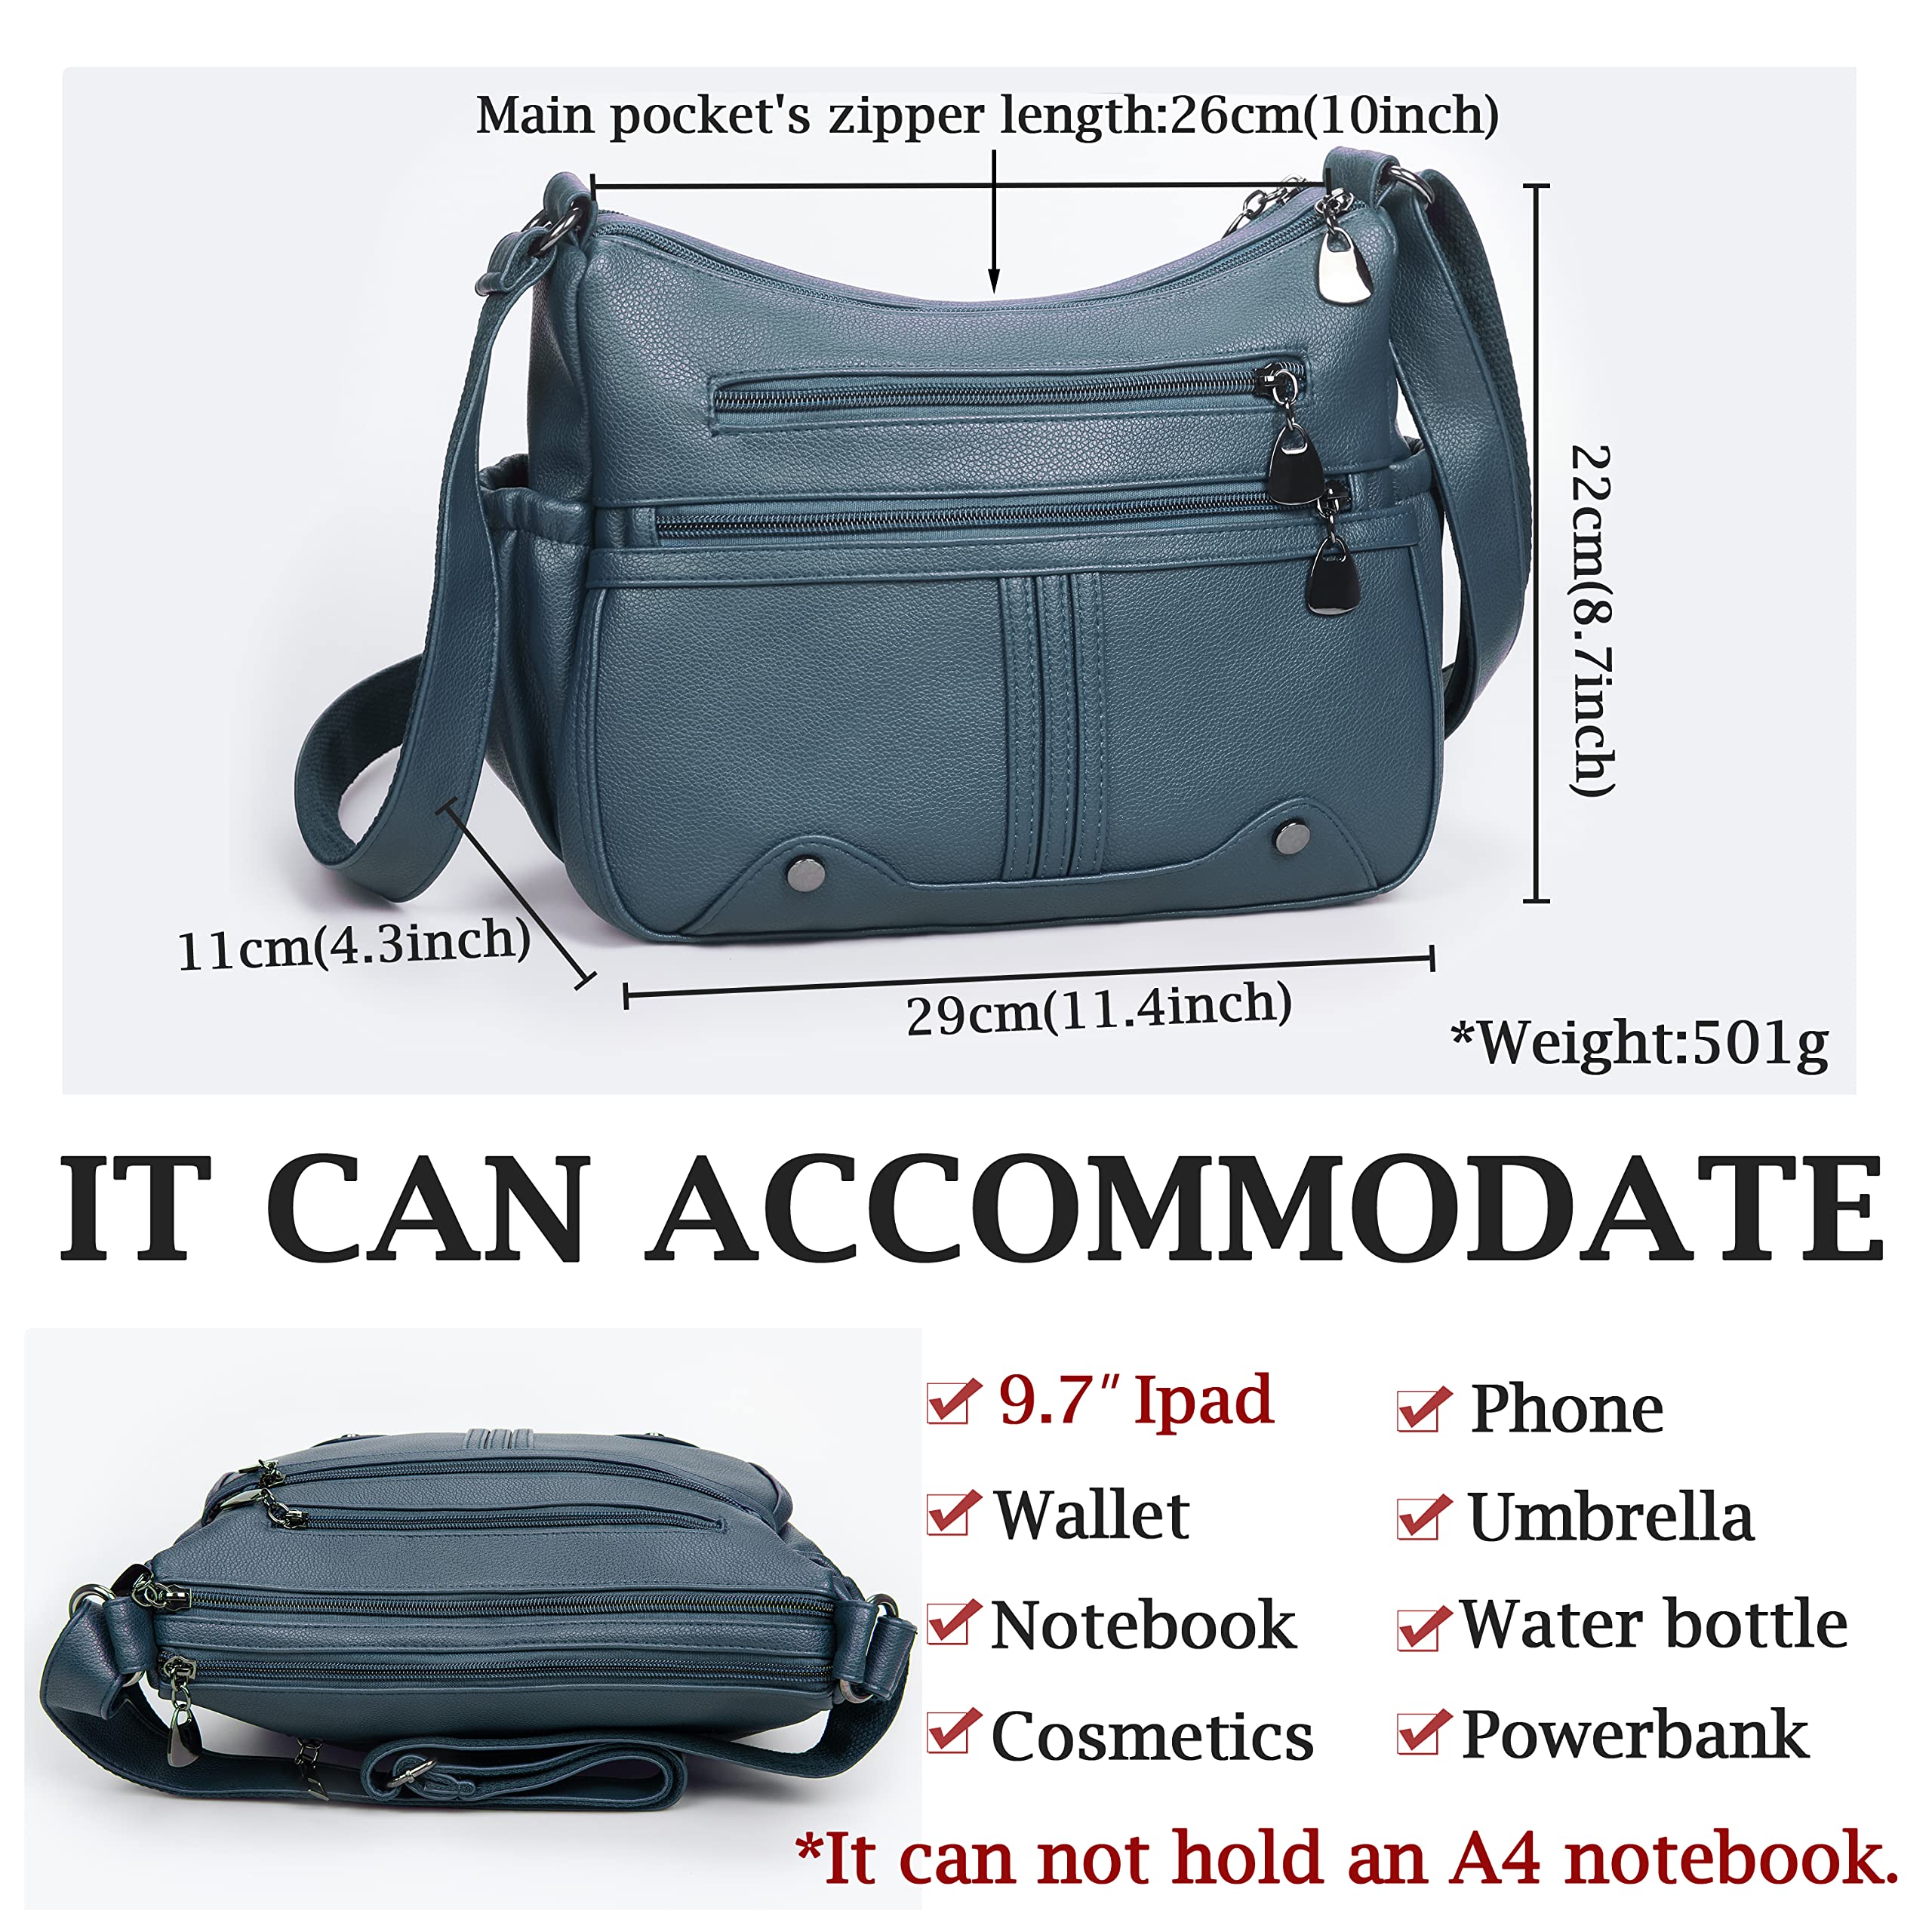 Main pocket's zipper length:26cm(10inch)
22cm(8.7inch)
11cm(4.3inch)
29cm(11.4inch)
*Weight:501g
IT CAN ACCOMMODATE
9.7" Ipad
Phone
Wallet
Umbrella
Notebook
Water bottle
Cosmetics
Powerbank
*It can not hold an A4 notebook.